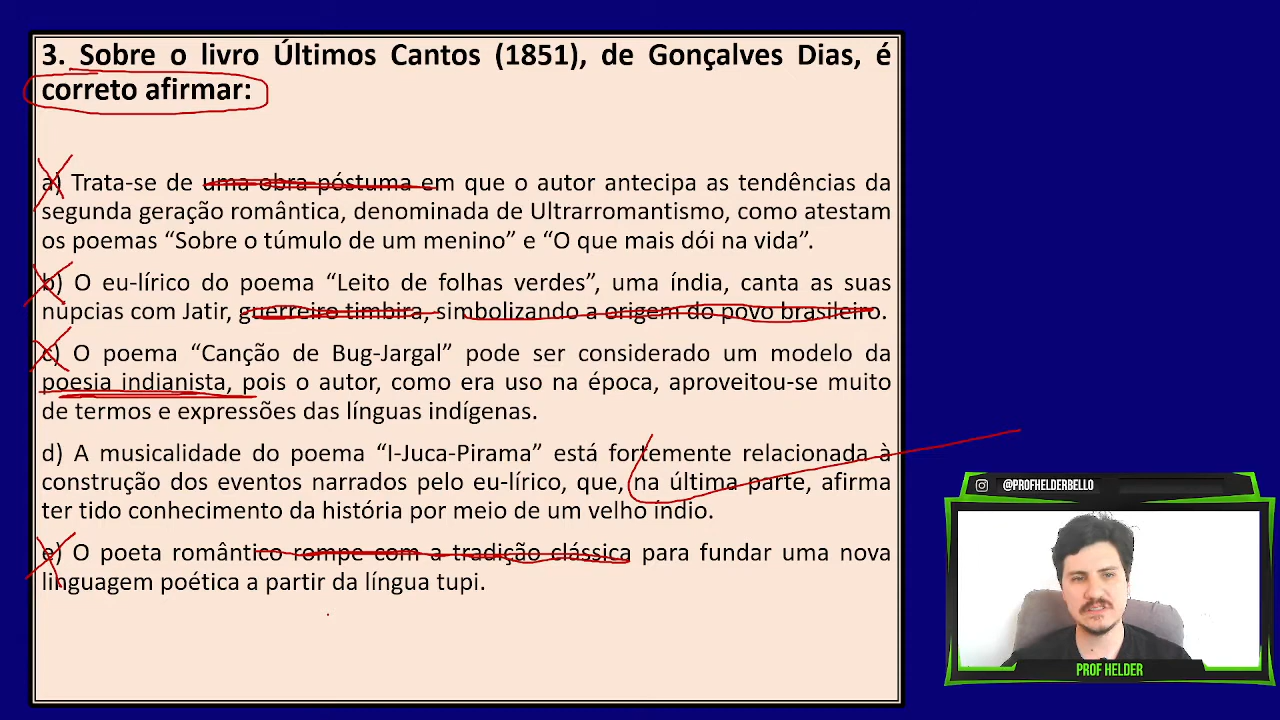 3. Sobre o livro Últimos Cantos (1851), de Gonçalves Dias, é
correto afirmar:
a) Trata-se de uma obra póstuma em que o autor antecipa as tendências da
segunda geração romântica, denominada de Ultrarromantismo, como atestam
os poemas “Sobre o túmulo de um menino” e “O que mais dói na vida”.
b) O eu-lírico do poema “Leito de folhas verdes”, uma índia, canta as suas
núpcias com Jatir, guerreiro timbira, simbolizando a origem do povo brasileiro.
c) O poema “Canção de Bug-Jargal” pode ser considerado um modelo da
poesia indianista, pois o autor, como era uso na época, aproveitou-se muito
de termos e expressões das línguas indígenas.
d) A musicalidade do poema “I-Juca-Pirama” está fortemente relacionada à
construção dos eventos narrados pelo eu-lírico, que, na última parte, afirma
ter tido conhecimento da história por meio de um velho índio.
e) O poeta romântico rompe com a tradição clássica para fundar uma nova
linguagem poética a partir da língua tupi.
@PROFHELDERBELLO
PROF HELDER